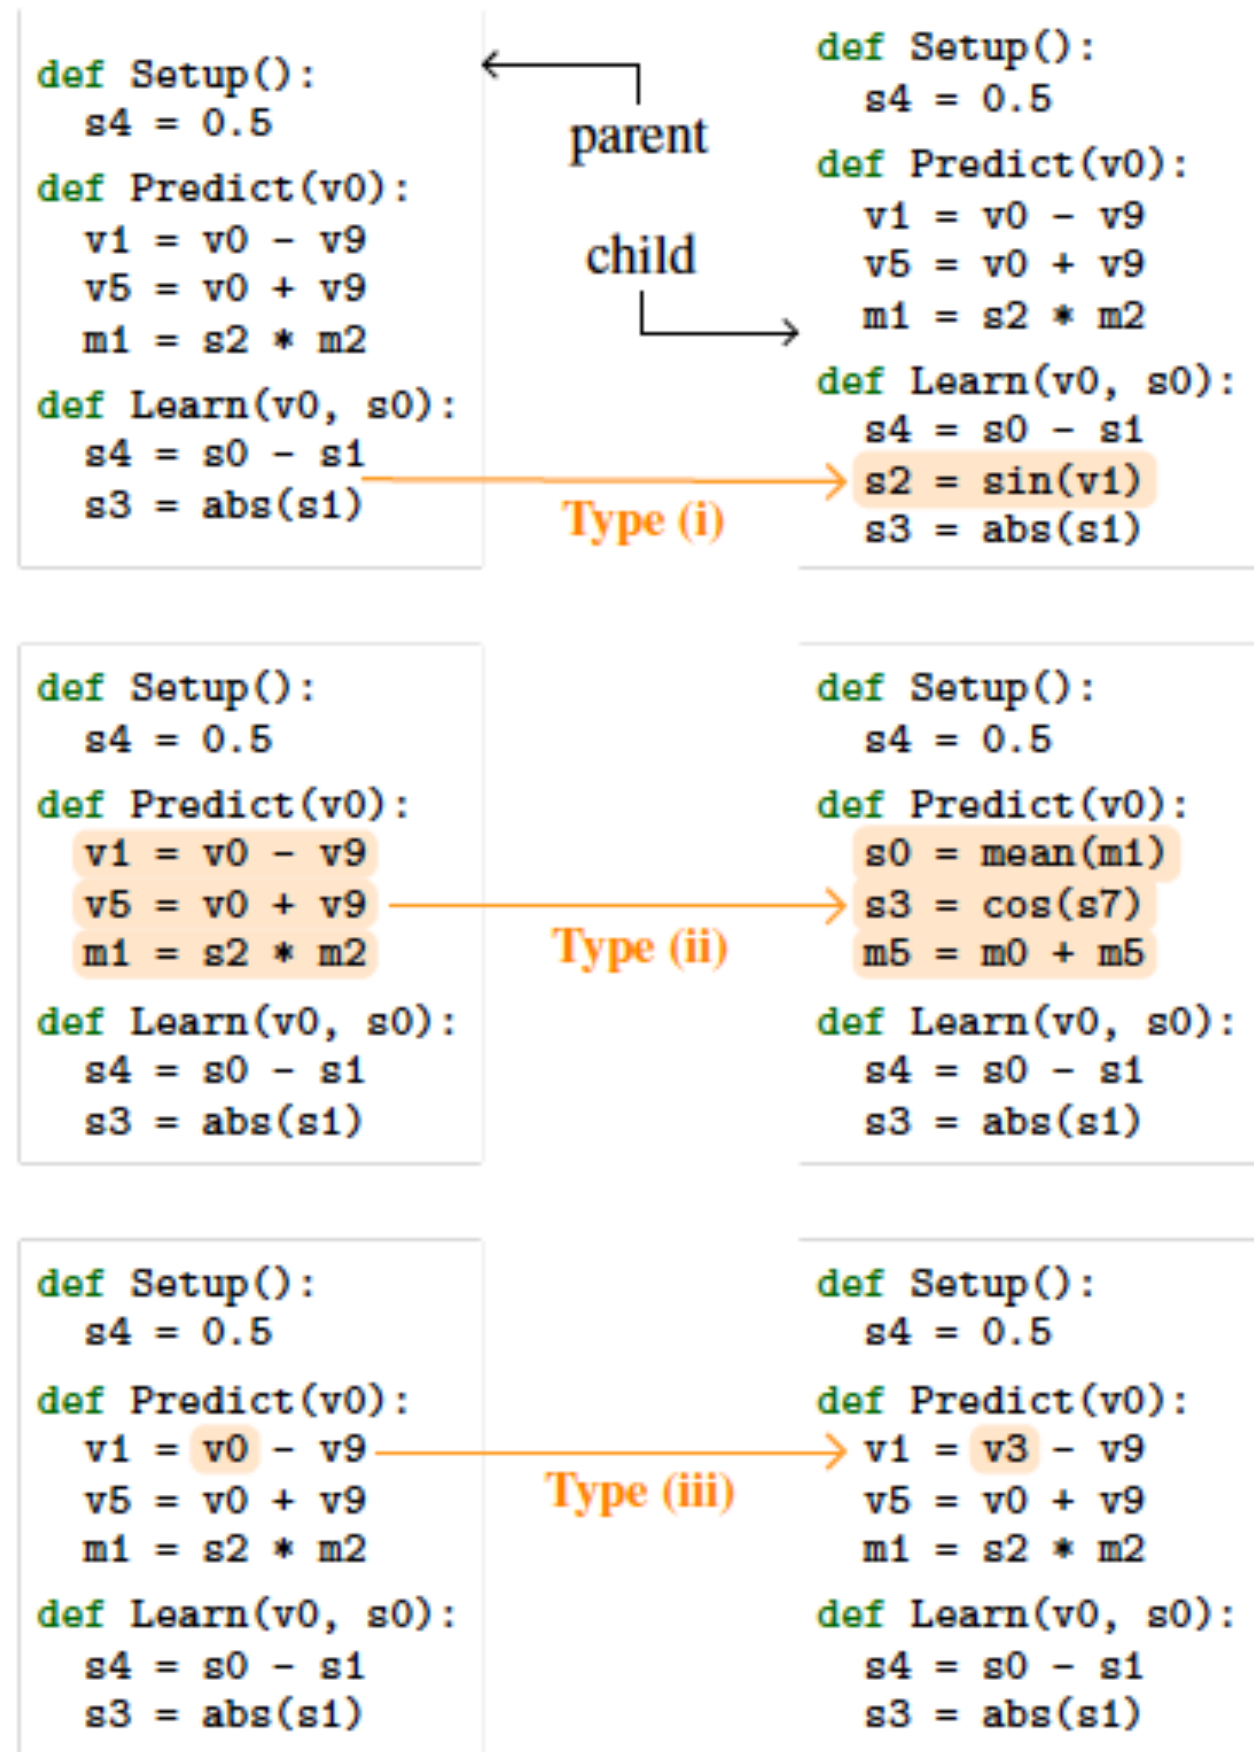 def Setup():
  s4 = 0.5
def Predict(v0):
  v1 = v0 - v9
  v5 = v0 + v9
  m1 = s2 * m2
def Learn(v0, s0):
  s4 = s0 - s1
  s3 = abs(s1)
parent
child
Type (i)
def Setup():
  s4 = 0.5
def Predict(v0):
  v1 = v0 - v9
  v5 = v0 + v9
  m1 = s2 * m2
def Learn(v0, s0):
  s4 = s0 - s1
  s2 = sin(v1)
  s3 = abs(s1)
def Setup():
  s4 = 0.5
def Predict(v0):
  v1 = v0 - v9
  v5 = v0 + v9
  m1 = s2 * m2
def Learn(v0, s0):
  s4 = s0 - s1
  s3 = abs(s1)
Type (ii)
def Setup():
  s4 = 0.5
def Predict(v0):
  s0 = mean(m1)
  s3 = cos(s7)
  m5 = m0 + m5
def Learn(v0, s0):
  s4 = s0 - s1
  s3 = abs(s1)
def Setup():
  s4 = 0.5
def Predict(v0):
  v1 = v0 - v9
  v5 = v0 + v9
  m1 = s2 * m2
def Learn(v0, s0):
  s4 = s0 - s1
  s3 = abs(s1)
Type (iii)
def Setup():
  s4 = 0.5
def Predict(v0):
  v1 = v3 - v9
  v5 = v0 + v9
  m1 = s2 * m2
def Learn(v0, s0):
  s4 = s0 - s1
  s3 = abs(s1)